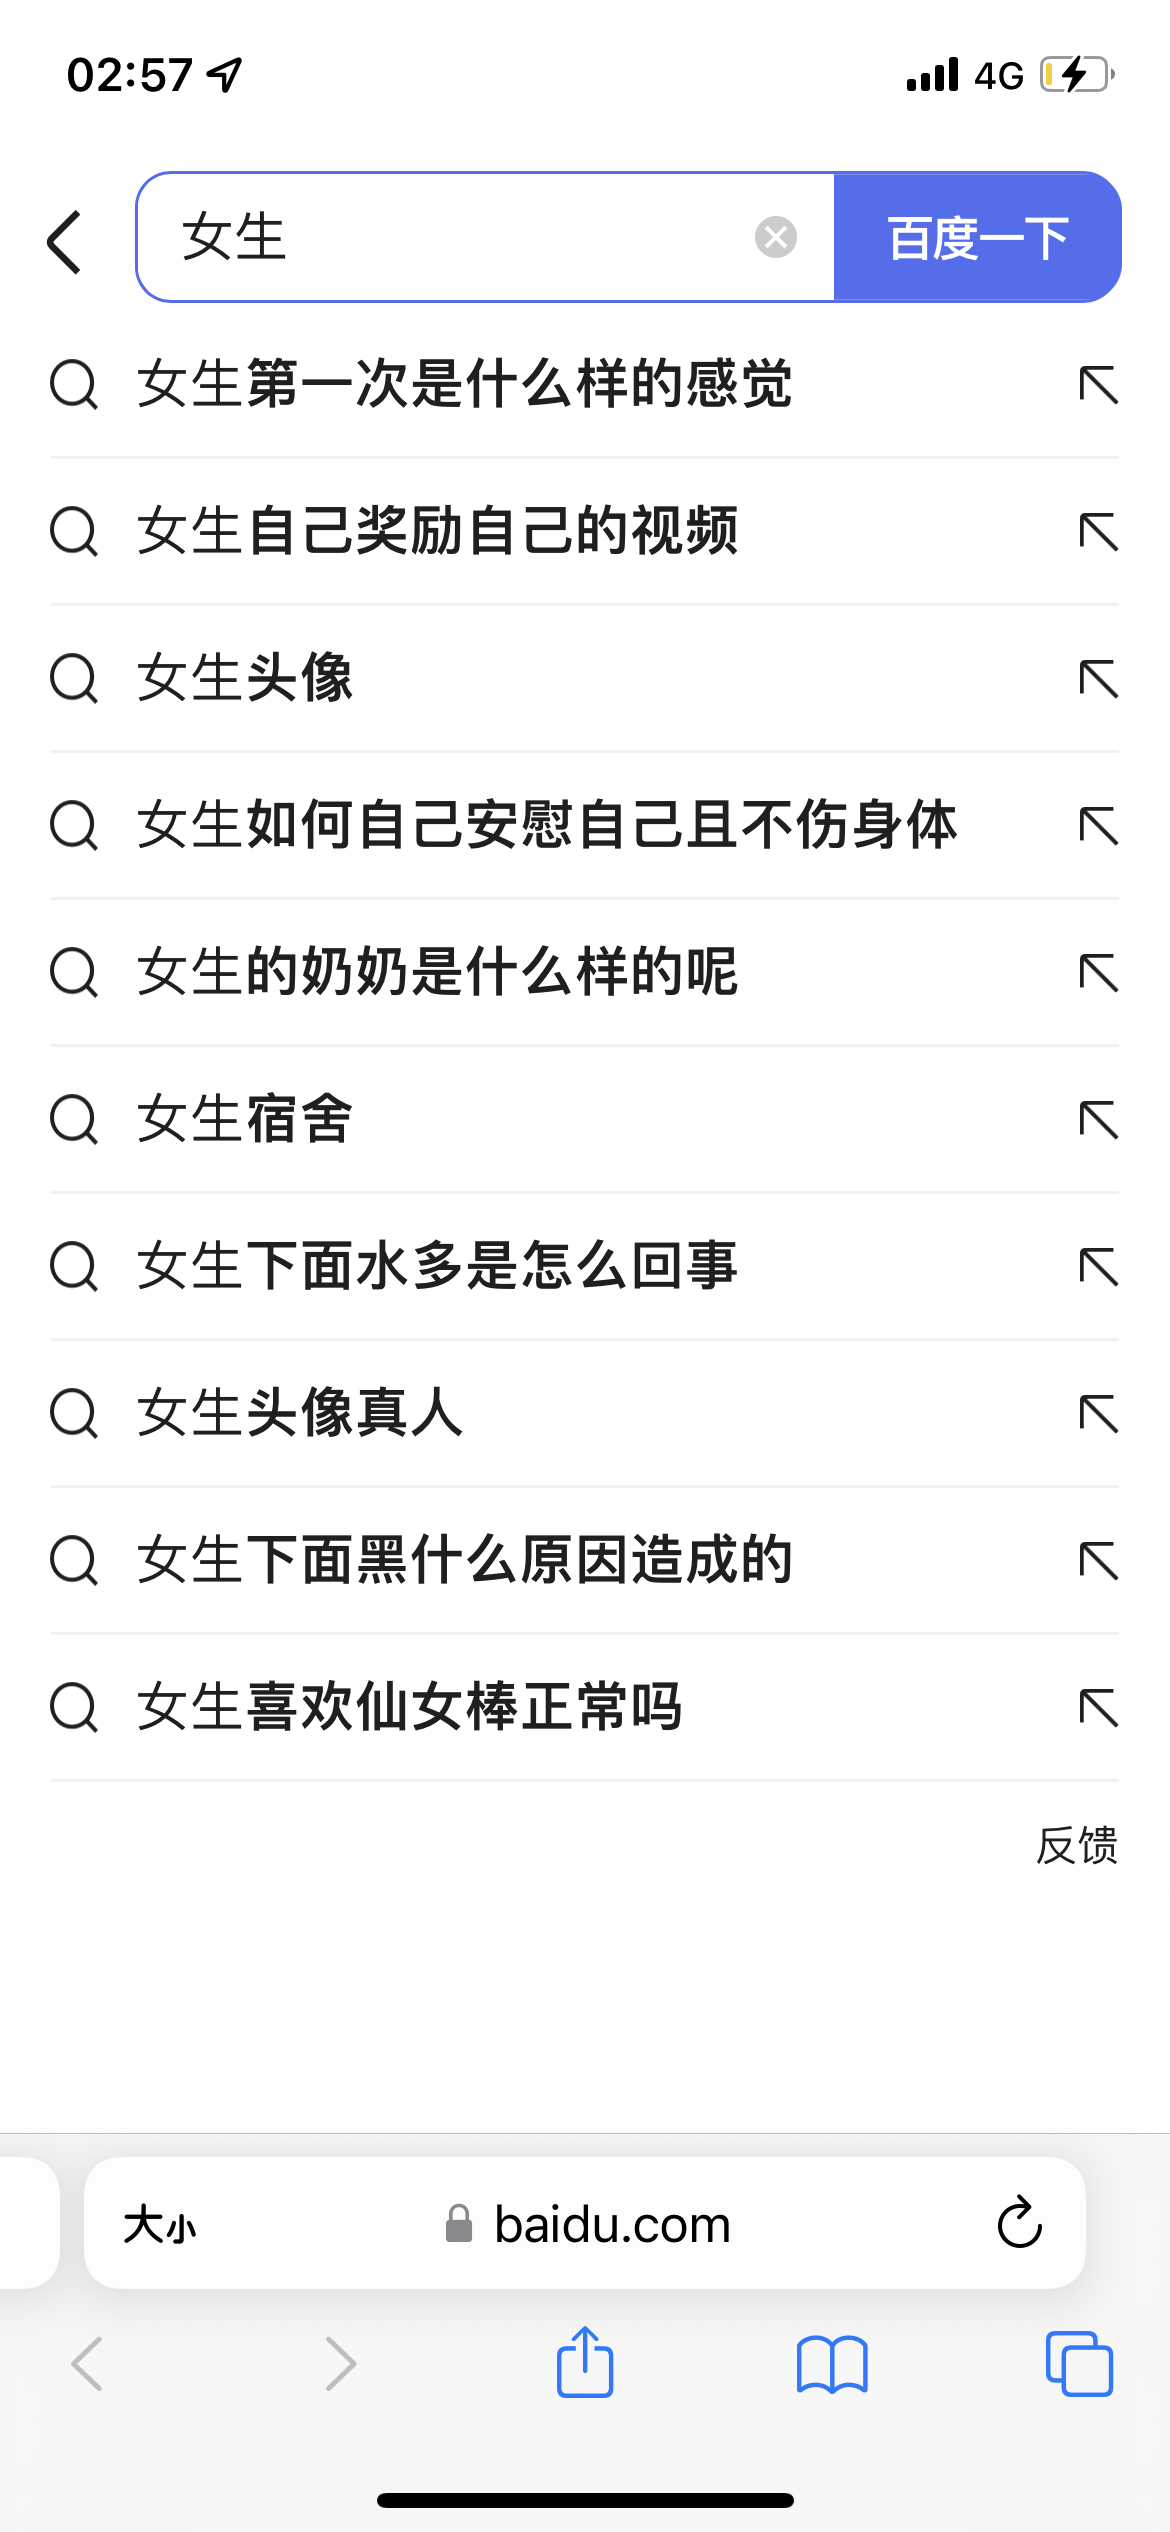 02:57
4G
女生
百度一下
女生第一次是什么样的感觉
女生自己奖励自己的视频
女生头像
女生如何自己安慰自己且不伤身体
女生的奶奶是什么样的呢
女生宿舍
女生下面水多是怎么回事
女生头像真人
女生下面黑什么原因造成的
女生喜欢仙女棒正常吗
反馈
大小
baidu.com